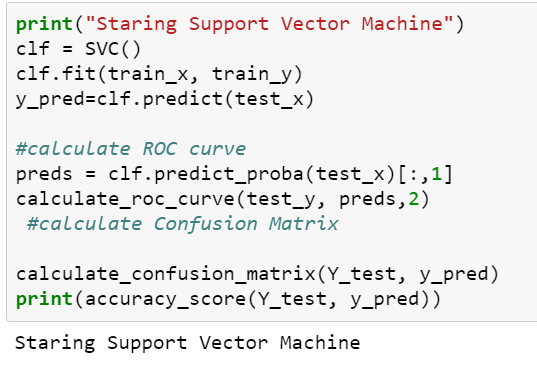 print("Staring Support Vector Machine")
clf = SVC()
clf.fit(train_x, train_y)
y_pred=clf.predict(test_x)
#calculate ROC curve
preds = clf.predict_proba(test_x)[:,1]
calculate_roc_curve(test_y, preds,2)
#calculate Confusion Matrix
calculate_confusion_matrix(Y_test, y_pred)
print(accuracy_score(Y_test, y_pred))
Staring Support Vector Machine